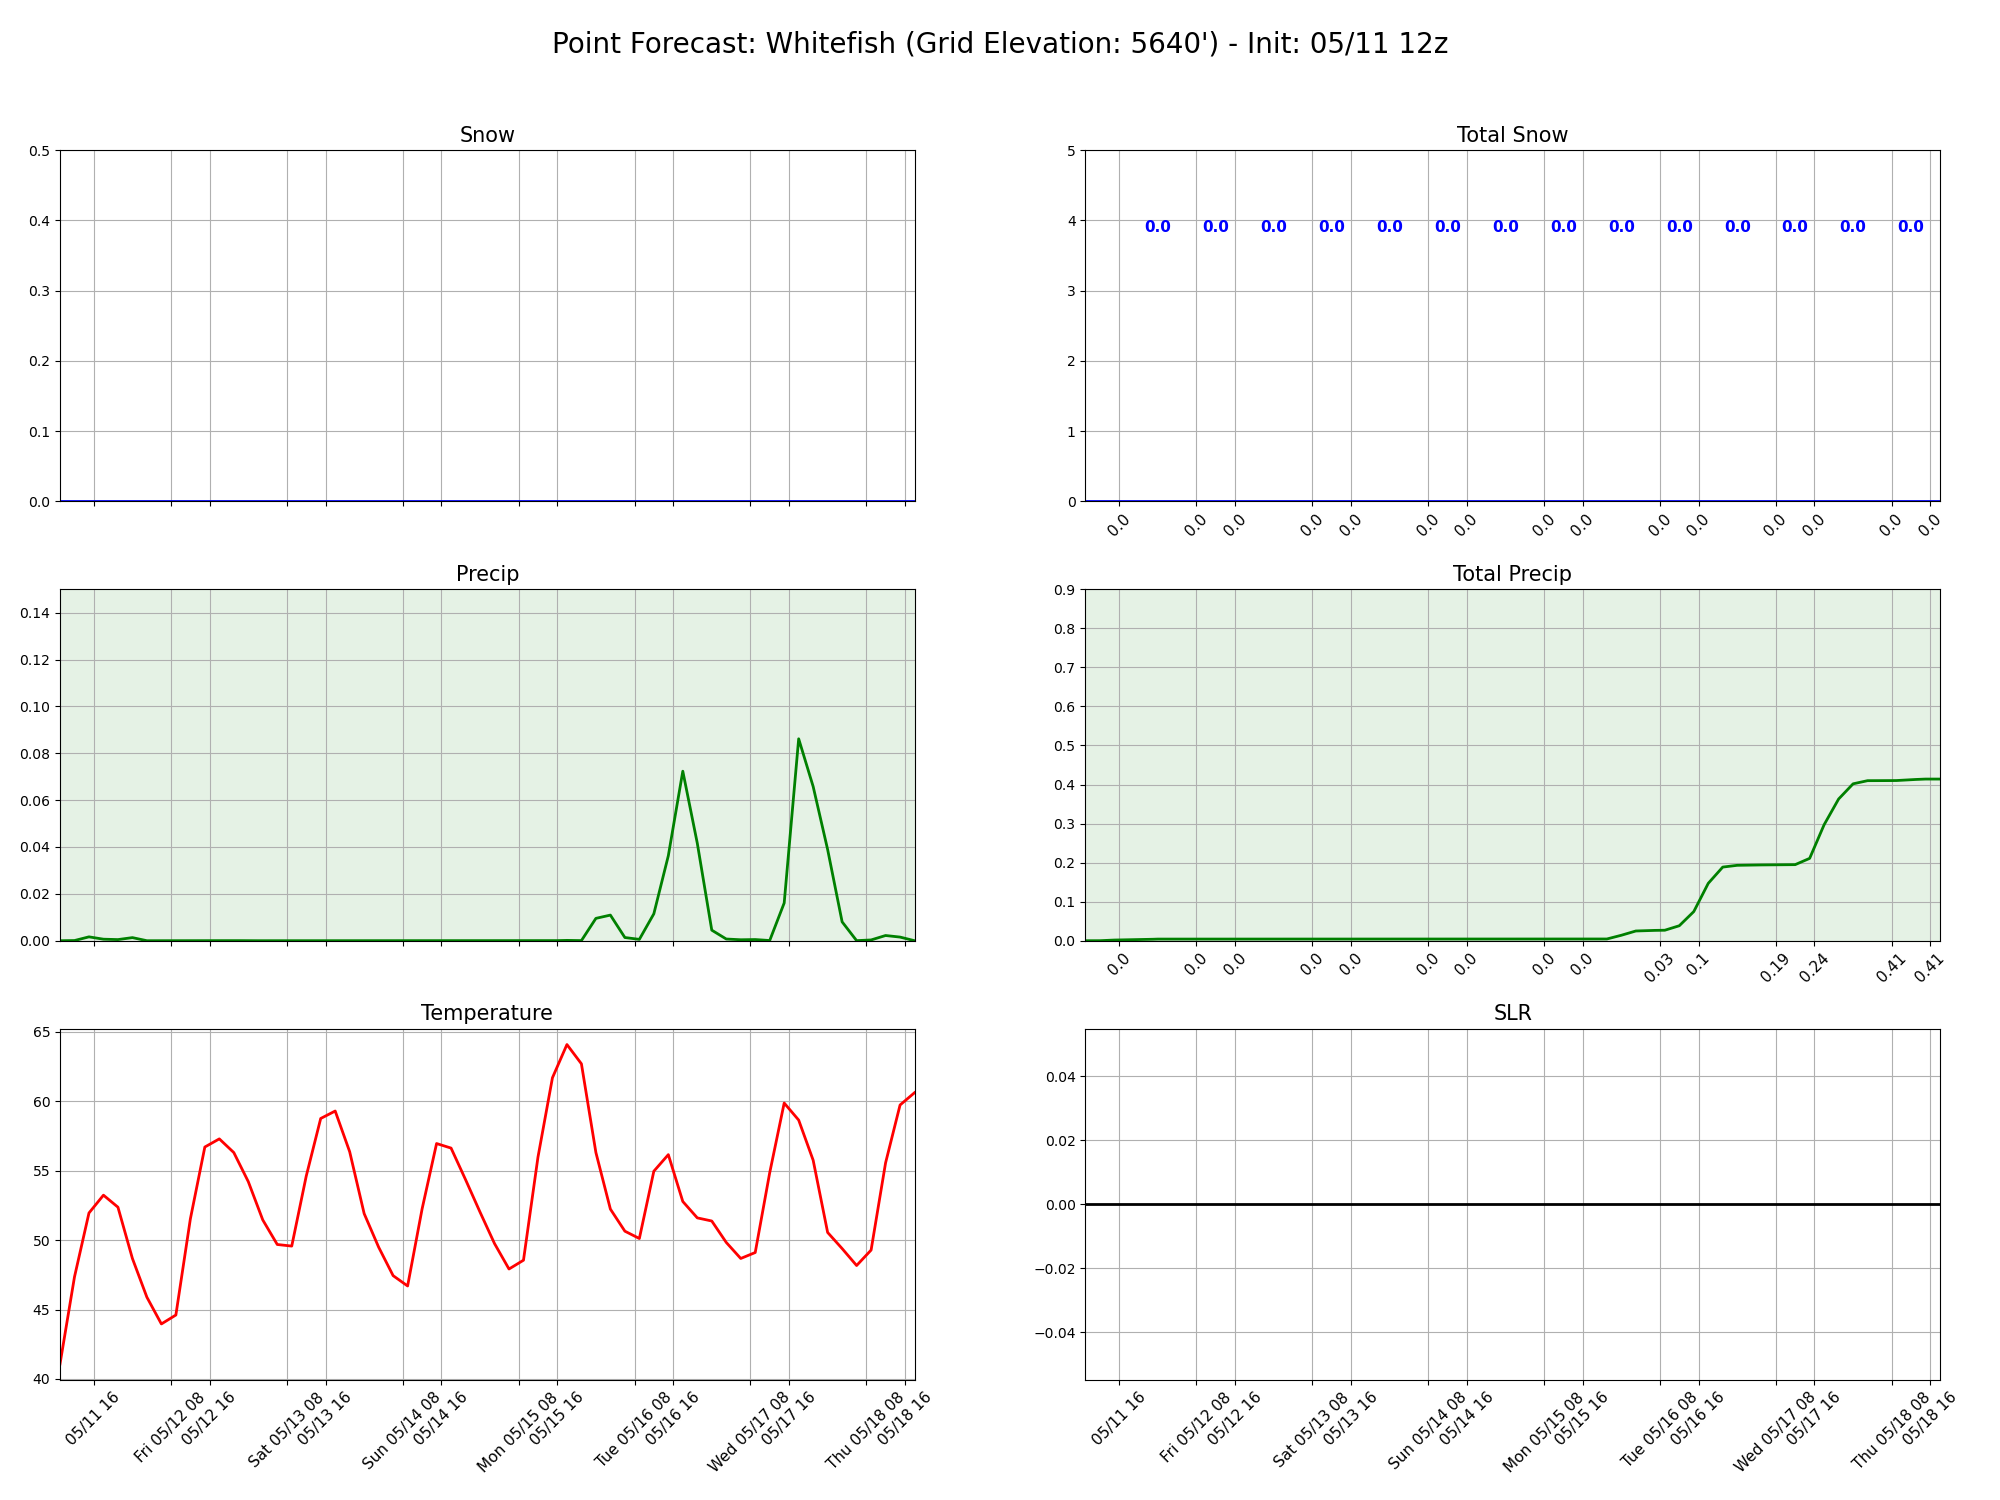 Point Forecast: Whitefish (Grid Elevation: 5640') - Init: 05/11 12z
Snow
0.5
0.4
0.3
0.2
0.1
0.0
Total Snow
5
4
3
2
1
0
0.0 0.0 0.0 0.0 0.0 0.0 0.0 0.0 0.0 0.0 0.0 0.0 0.0 0.0
0.0 0.0 0.0 0.0 0.0 0.0 0.0 0.0 0.0 0.0 0.0 0.0 0.0 0.0 0.0
Precip
0.14
0.12
0.10
0.08
0.06
0.04
0.02
0.00
Total Precip
0.9
0.8
0.7
0.6
0.5
0.4
0.3
0.2
0.1
0.0
0.0 0.0 0.0 0.0 0.0 0.0 0.0 0.0 0.0 0.03 0.1 0.19 0.24 0.41 0.41
Temperature
65
60
55
50
45
40
05/11 16
Fri 05/12 08
05/12 16
Sat 05/13 08
05/13 16
Sun 05/14 08
05/14 16
Mon 05/15 08
05/15 16
Tue 05/16 08
05/16 16
Wed 05/17 08
05/17 16
Thu 05/18 08
05/18 16
SLR
0.04
0.02
0.00
−0.02
−0.04
05/11 16
Fri 05/12 08
05/12 16
Sat 05/13 08
05/13 16
Sun 05/14 08
05/14 16
Mon 05/15 08
05/15 16
Tue 05/16 08
05/16 16
Wed 05/17 08
05/17 16
Thu 05/18 08
05/18 16